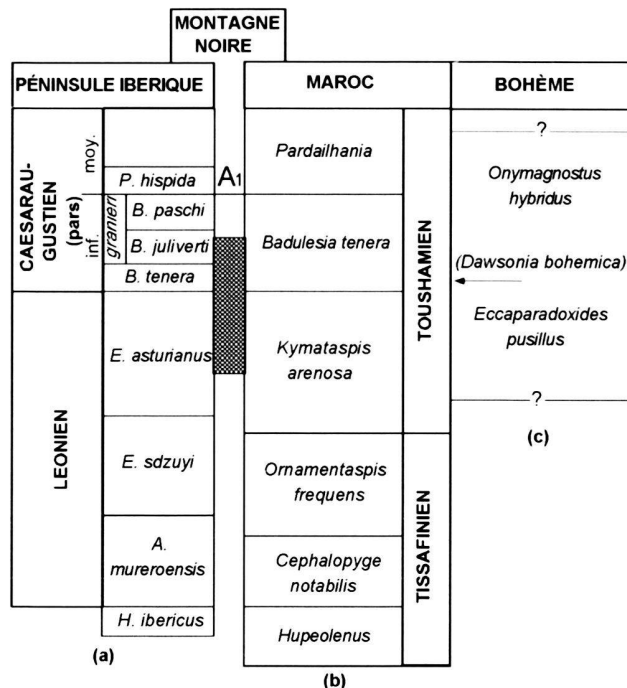 MONTAGNE
NOIRE
PÉNINSULE IBERIQUE
MAROC
BOHÈME
CAESARAU-
GUSTIEN
(pars)
moy.
inf.
granieri
P. hispida
B. paschi
B. juliverti
B. tenera
LEONIEN
E. asturianus
E. sdzuyi
A.
mureroensis
H. ibericus
(a)
A1
Pardailhania
Badulesia tenera
Kymataspis
arenosa
Ornamentaspis
frequens
Cephalopyge
notabilis
Hupeolenus
(b)
TOUSHAMIEN
TISSAFINIEN
?
Onymagnostus
hybridus
(Dawsonia bohemica)
Eccaparadoxides
pusillus
?
(c)